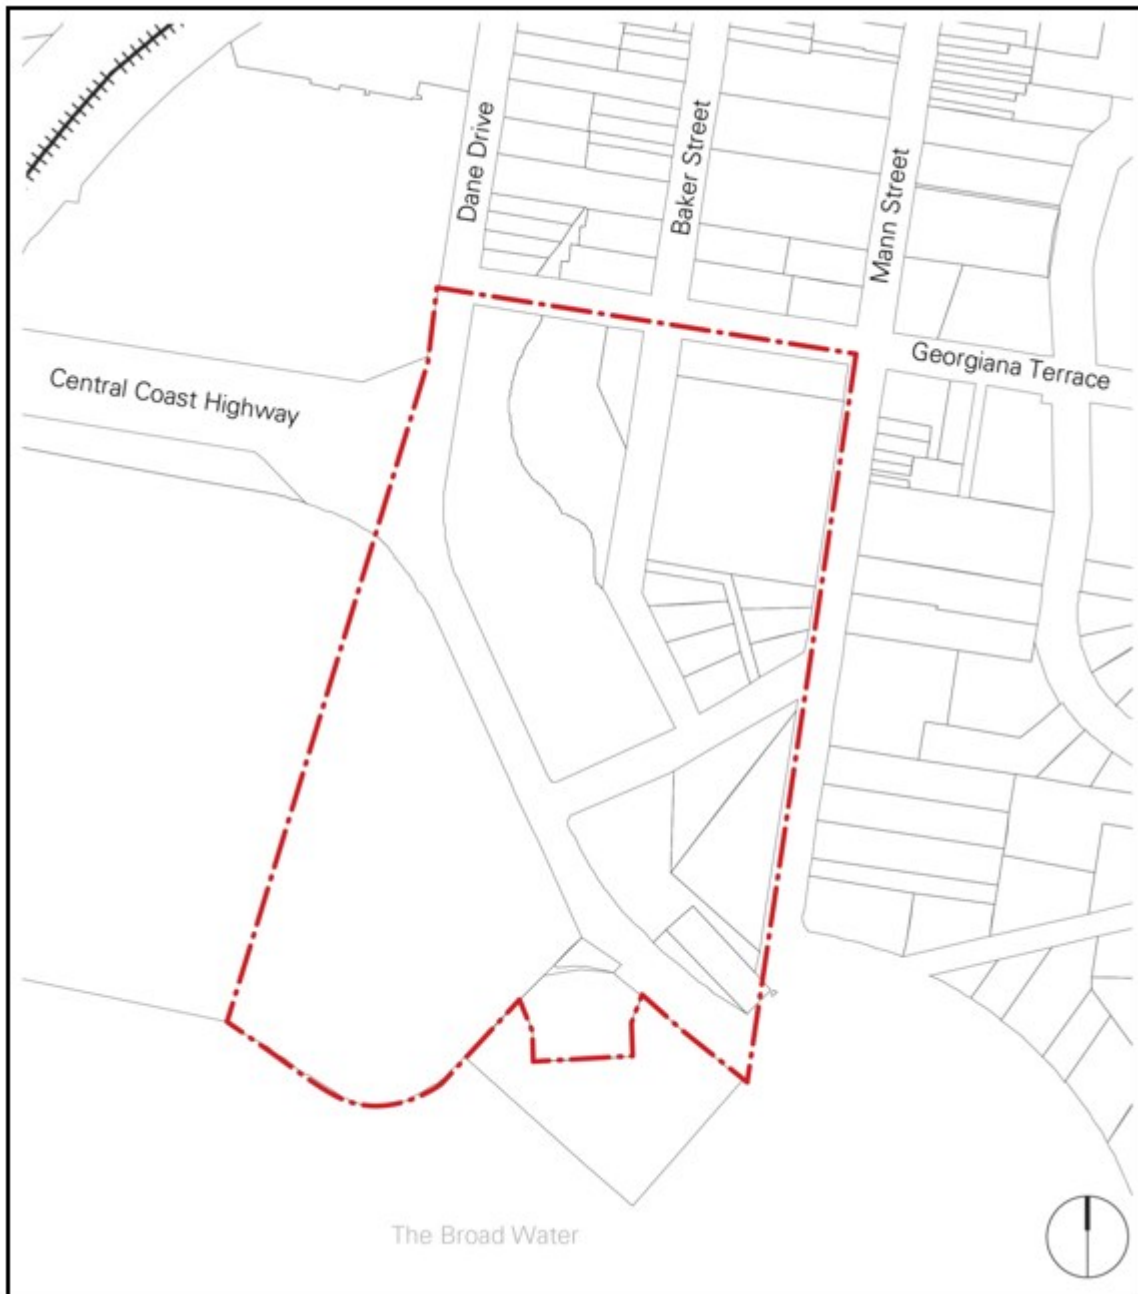 Dane Drive
Baker Street
Mann Street
Georgiana Terrace
Central Coast Highway
The Broad Water